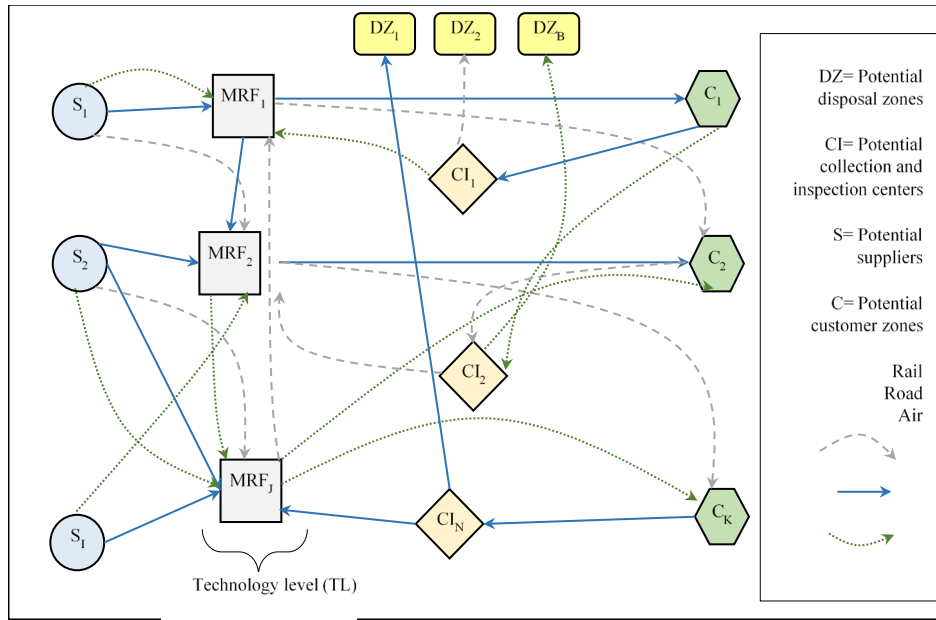 DZ1
DZ2
DZB
S1
MRF1
C1
CI1
S2
MRF2
C2
CI2
SI
MRFJ
CIN
CK
Technology level (TL)
DZ= Potential
disposal zones
CI= Potential
collection and
inspection centers
S= Potential
suppliers
C= Potential
customer zones
Rail
Road
Air